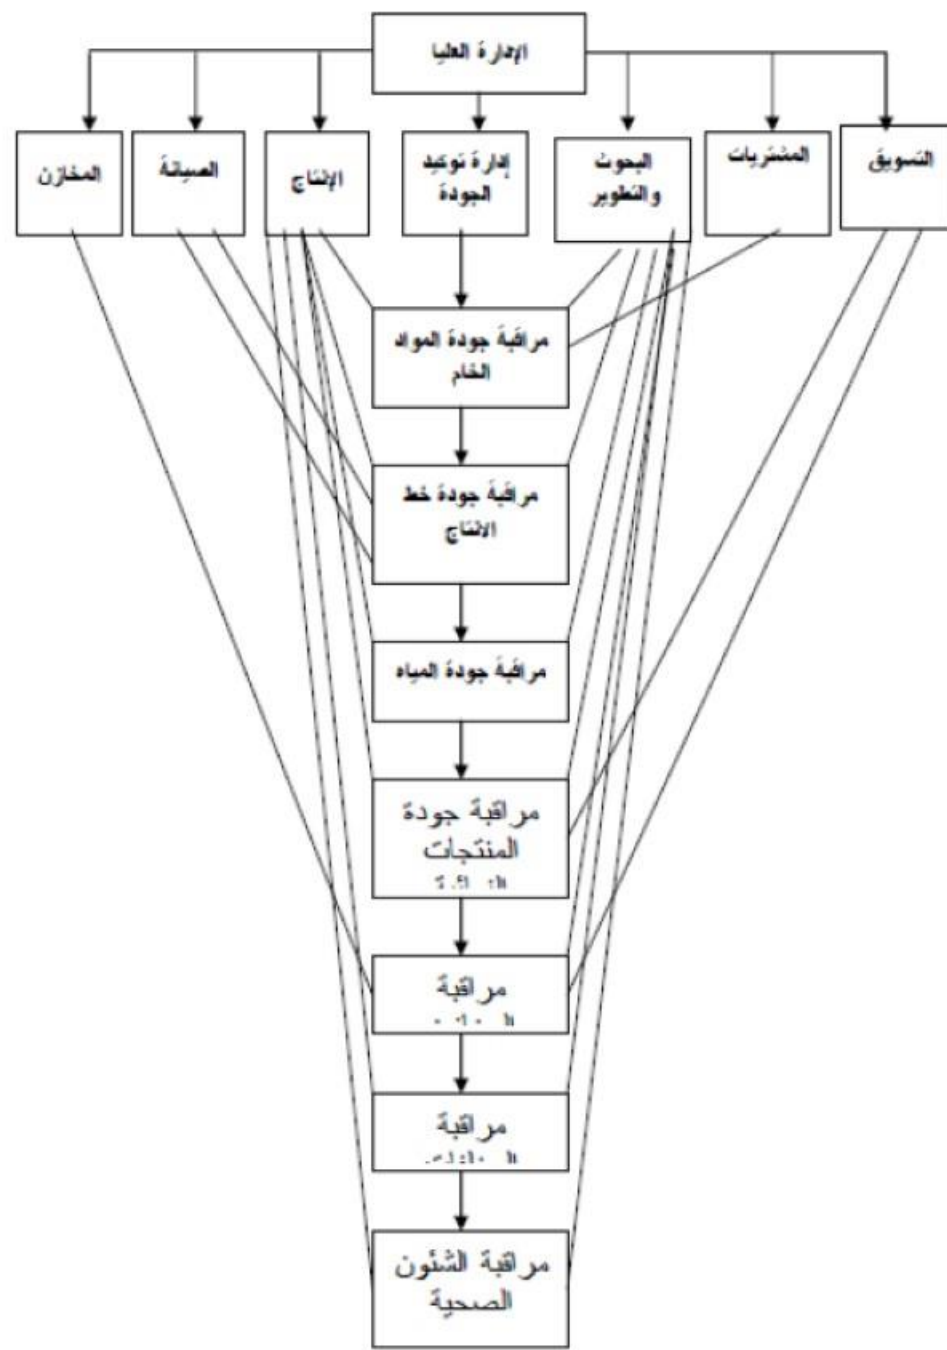 الإدارة العليا
التسويق
المشتريات
البحوث
والتطوير
إدارة توكيد
الجودة
الإنتاج
الصيانة
المخازن
مراقبة جودة المواد
الخام
مراقبة جودة خط
الانتاج
مراقبة جودة المياه
مراقبة جودة
المنتجات
مراقبة
مراقبة
مراقبة الشئون
الصحية